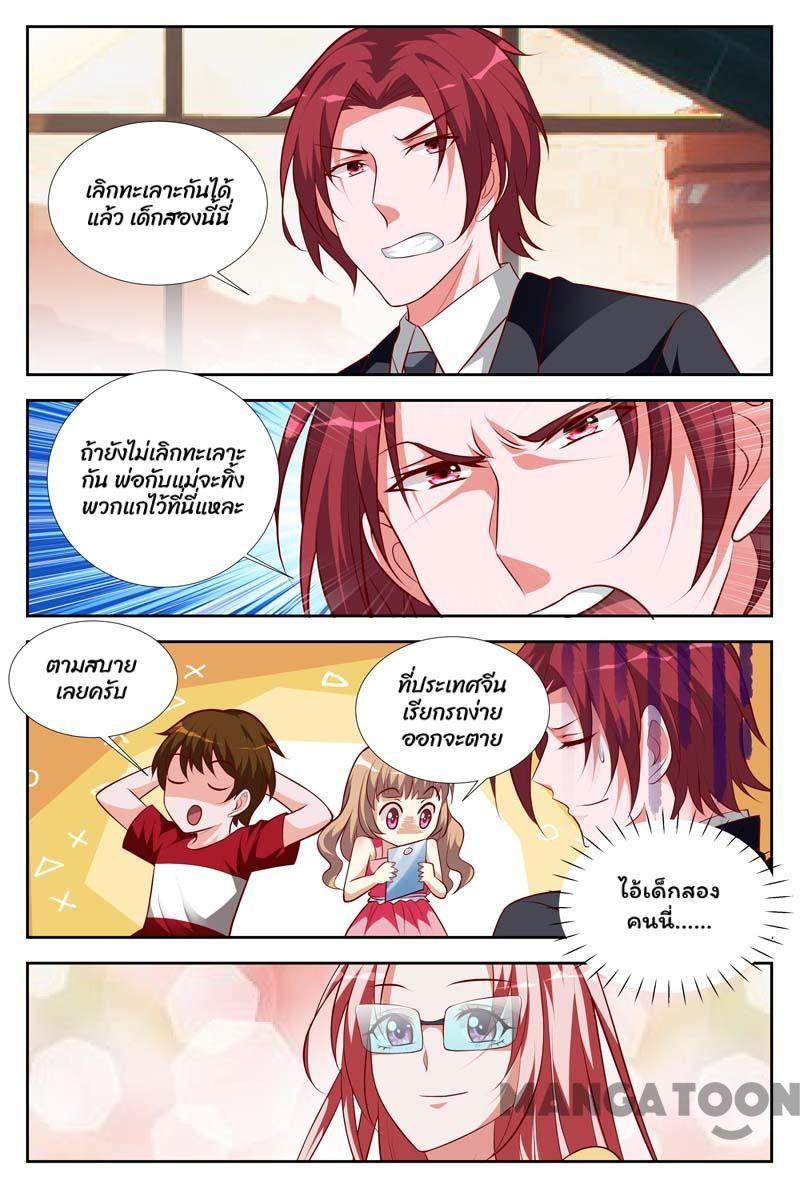 เลิกทะเลาะกันได้
แล้ว เด็กสองนี้นี่
ถ้ายังไม่เลิกทะเลาะ
กัน พ่อกับแม่จะทิ้ง
พวกแกไว้ที่นี่แหละ
ตามสบาย
เลยครับ
ที่ประเทศจีน
เรียกรถง่าย
ออกจะตาย
ไอ้เด็กสอง
คนนี่......
MANGATOON